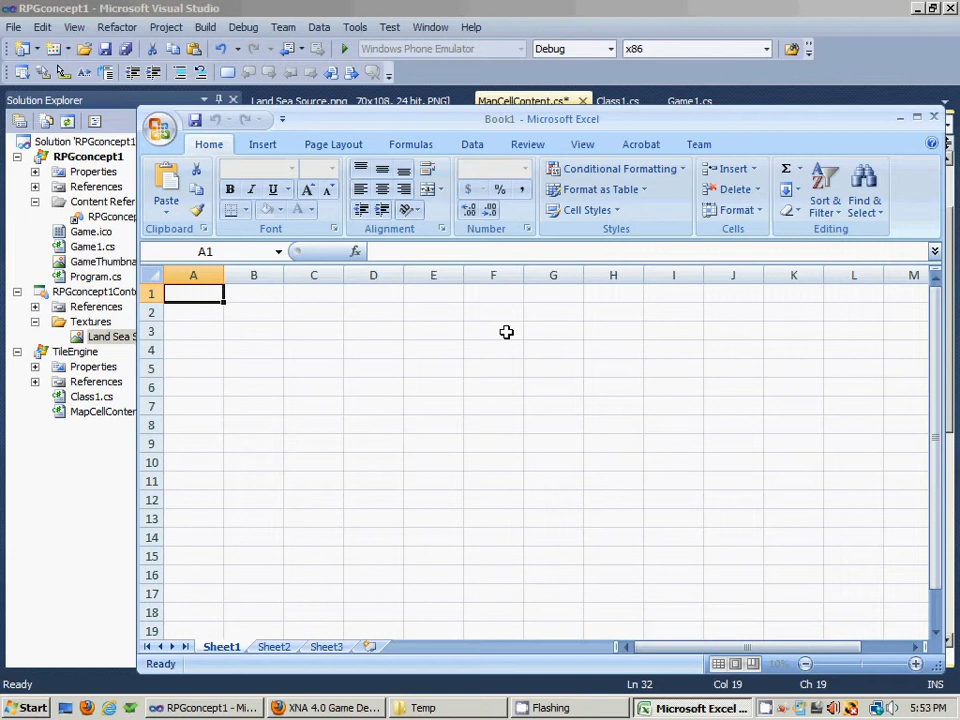 RPGconcept1 - Microsoft Visual Studio
File Edit View Refactor Project Build Debug Team Data Tools Test Window Help
Windows Phone Emulator Debug x86
Solution Explorer
Land Sea Source.png 70x108, 24 bit, PNG] MapCellContent.cs* Class1.cs Game1.cs
Solution 'RPGconcept1
RPGconcept1
Properties
References
Content Refer
RPGconcep
Game.ico
Game1.cs
GameThumbna
Program.cs
RPGconcept1Cont
References
Textures
Land Sea S
TileEngine
Properties
References
Class1.cs
MapCellConten
Book1 - Microsoft Excel
Home Insert Page Layout Formulas Data Review View Acrobat Team
Paste
B I U A A
$ % ,
Conditional Formatting
Format as Table
Cell Styles
Insert
Delete
Format
Σ
Sort & Filter
Find & Select
Clipboard Font Alignment Number Styles Cells Editing
A1 fx
A B C D E F G H I J K L M
1
2
3
4
5
6
7
8
9
10
11
12
13
14
15
16
17
18
19
Sheet1 Sheet2 Sheet3
Ready
Ready Ln 32 Col 19 Ch 19 INS
Start RPGconcept1 - Mi... XNA 4.0 Game De... Temp Flashing Microsoft Excel ... 5:53 PM